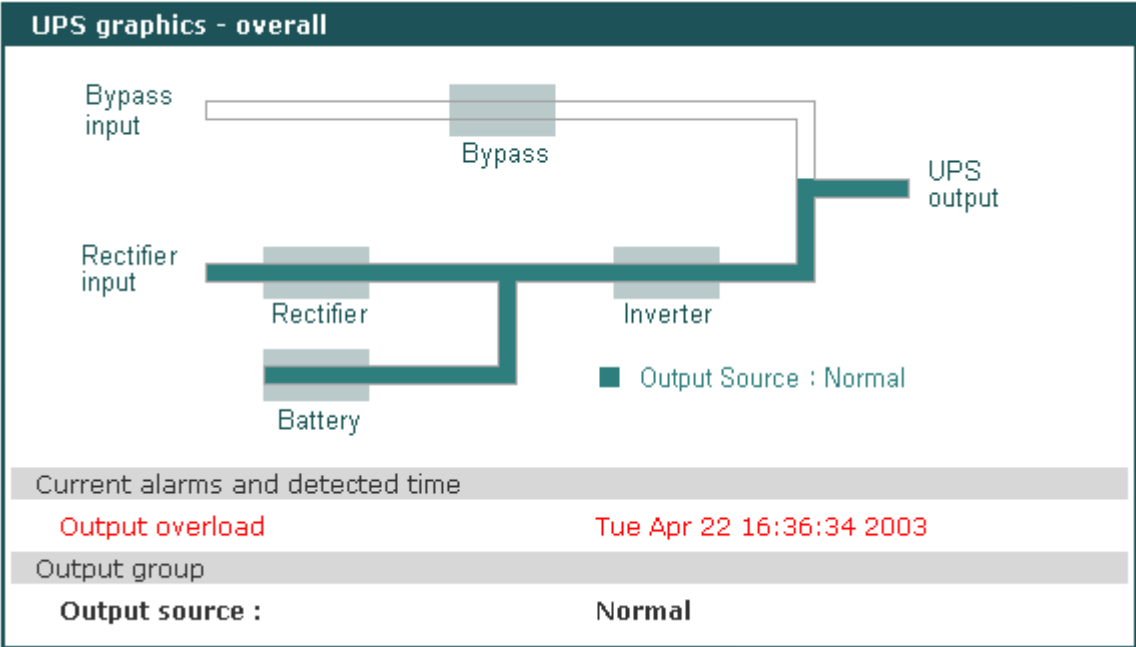 UPS graphics - overall
Bypass
input
Bypass
UPS
output
Rectifier
input
Rectifier
Inverter
Battery
Output Source : Normal
Current alarms and detected time
Output overload Tue Apr 22 16:36:34 2003
Output group
Output source : Normal